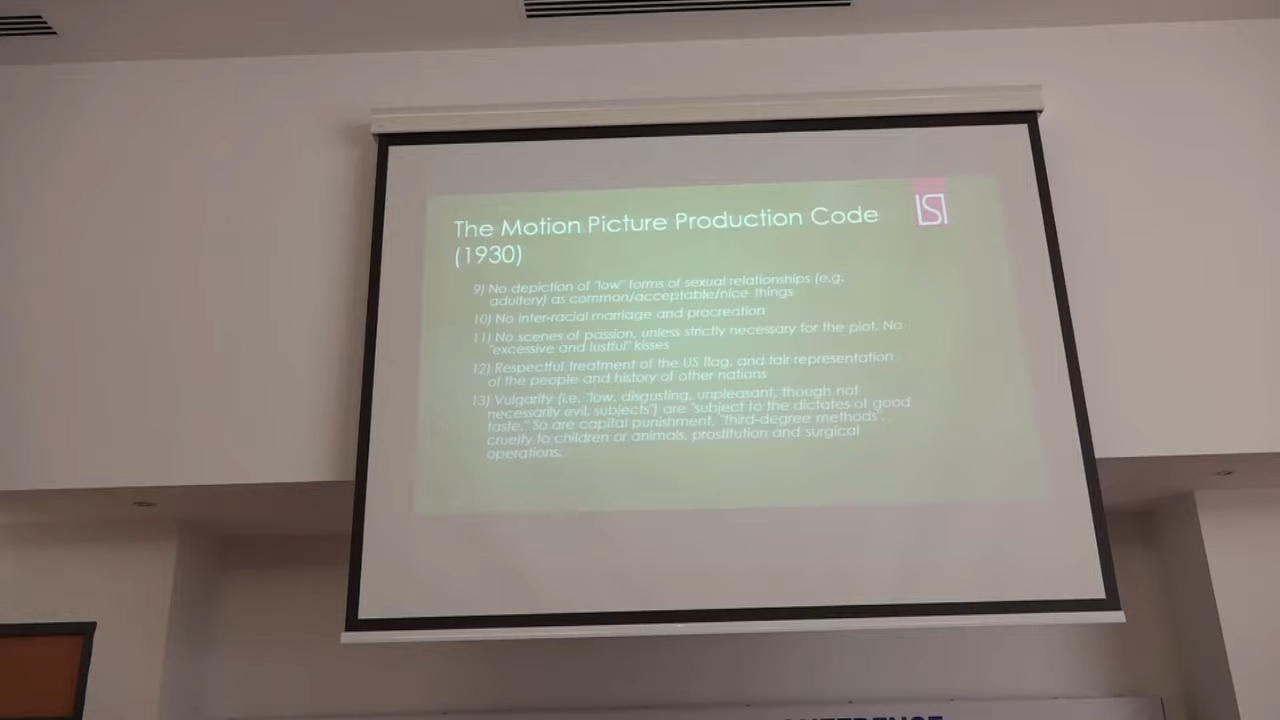 The Motion Picture Production Code
(1930)
LSI
9) No depiction of "low" forms of sexual relationships (e.g.
adultery) as common/acceptable/nice things
10) No inter-racial marriage and procreation
11) No scenes of passion, unless strictly necessary for the plot. No
"excessive and lustful" kisses
12) Respectful treatment of the US flag, and fair representation
of the people and history of other nations
13) Vulgarity (i.e. "low, disgusting, unpleasant, though not
necessarily evil, subjects") are "subject to the dictates of good
taste." So are capital punishment, "third-degree methods",
cruelty to children or animals, prostitution and surgical
operations.